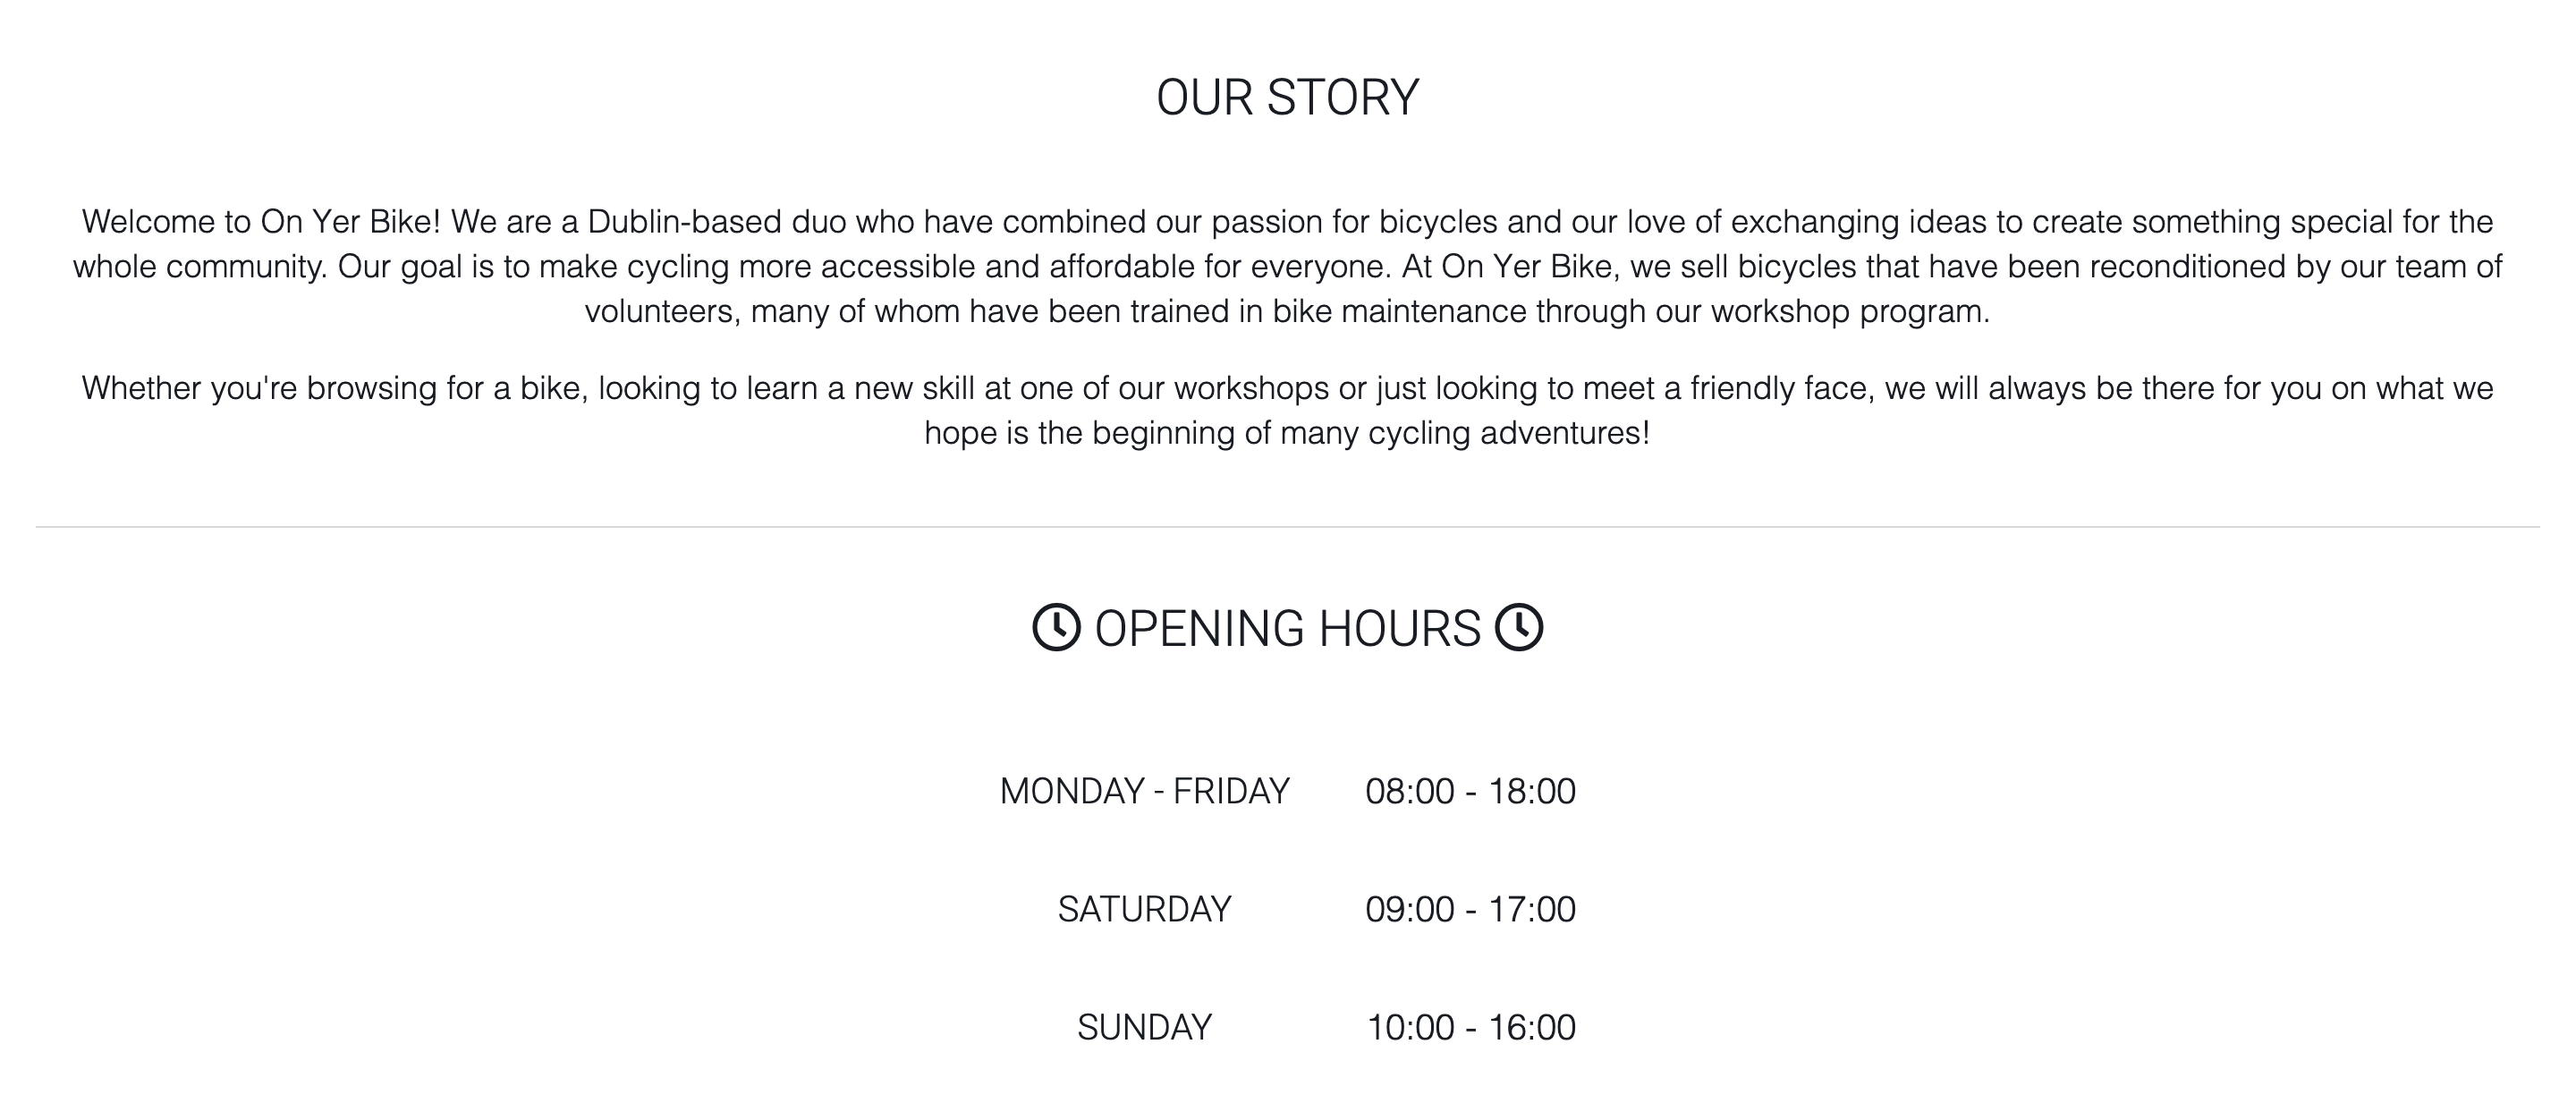 OUR STORY
Welcome to On Yer Bike! We are a Dublin-based duo who have combined our passion for bicycles and our love of exchanging ideas to create something special for the
whole community. Our goal is to make cycling more accessible and affordable for everyone. At On Yer Bike, we sell bicycles that have been reconditioned by our team of
volunteers, many of whom have been trained in bike maintenance through our workshop program.
Whether you're browsing for a bike, looking to learn a new skill at one of our workshops or just looking to meet a friendly face, we will always be there for you on what we
hope is the beginning of many cycling adventures!
OPENING HOURS
MONDAY - FRIDAY 08:00 - 18:00
SATURDAY 09:00 - 17:00
SUNDAY 10:00 - 16:00